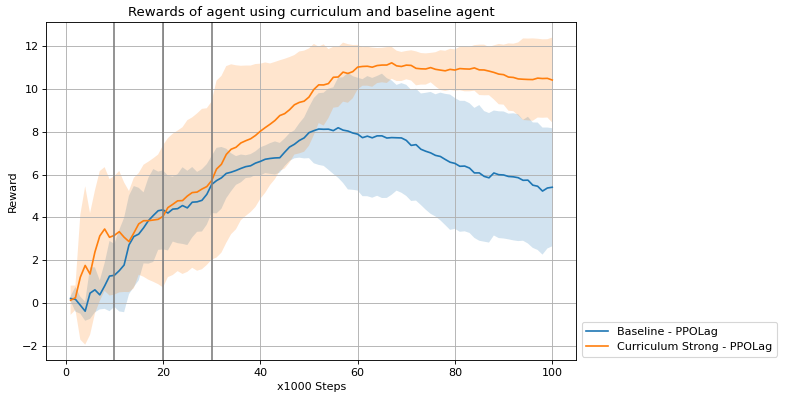 Rewards of agent using curriculum and baseline agent
12
10
8
6
4
2
0
−2
Reward
0
20
40
60
80
100
x1000 Steps
Baseline - PPOLag
Curriculum Strong - PPOLag